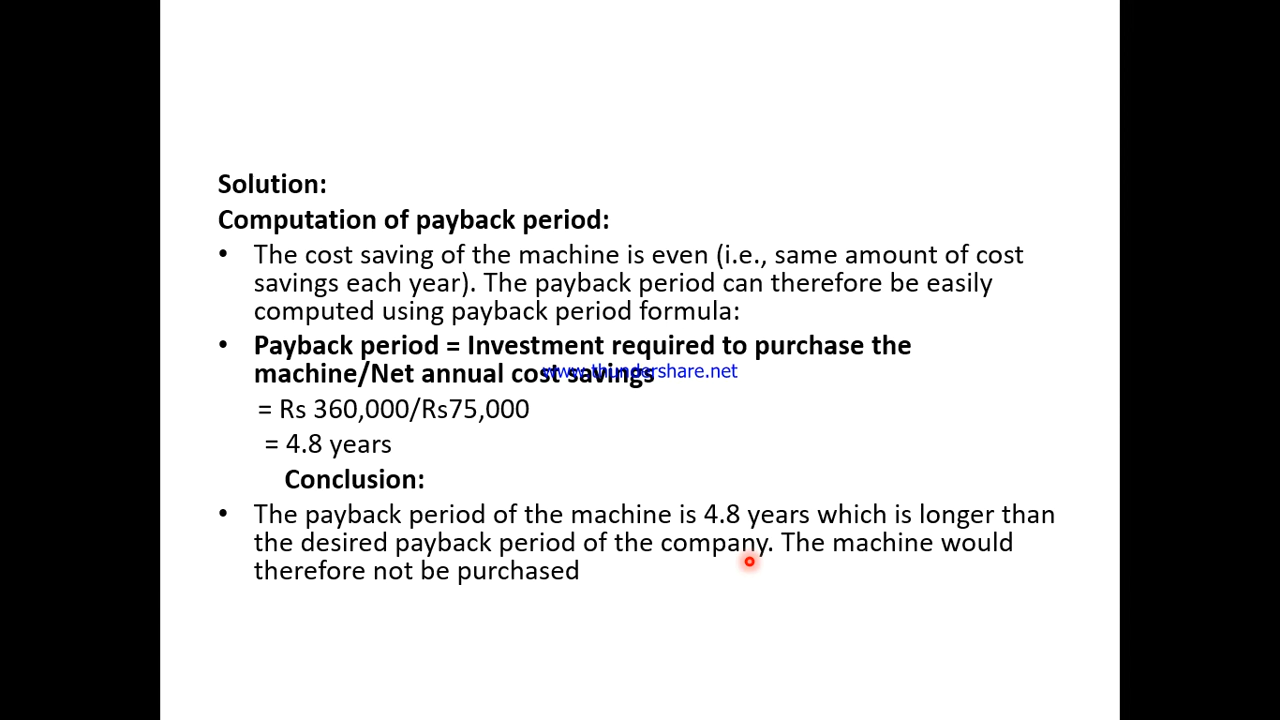 Solution:
Computation of payback period:
• The cost saving of the machine is even (i.e., same amount of cost
savings each year). The payback period can therefore be easily
computed using payback period formula:
• Payback period = Investment required to purchase the
machine/Net annual cost savings
www.thundershare.net
= Rs 360,000/Rs75,000
= 4.8 years
Conclusion:
• The payback period of the machine is 4.8 years which is longer than
the desired payback period of the company. The machine would
therefore not be purchased